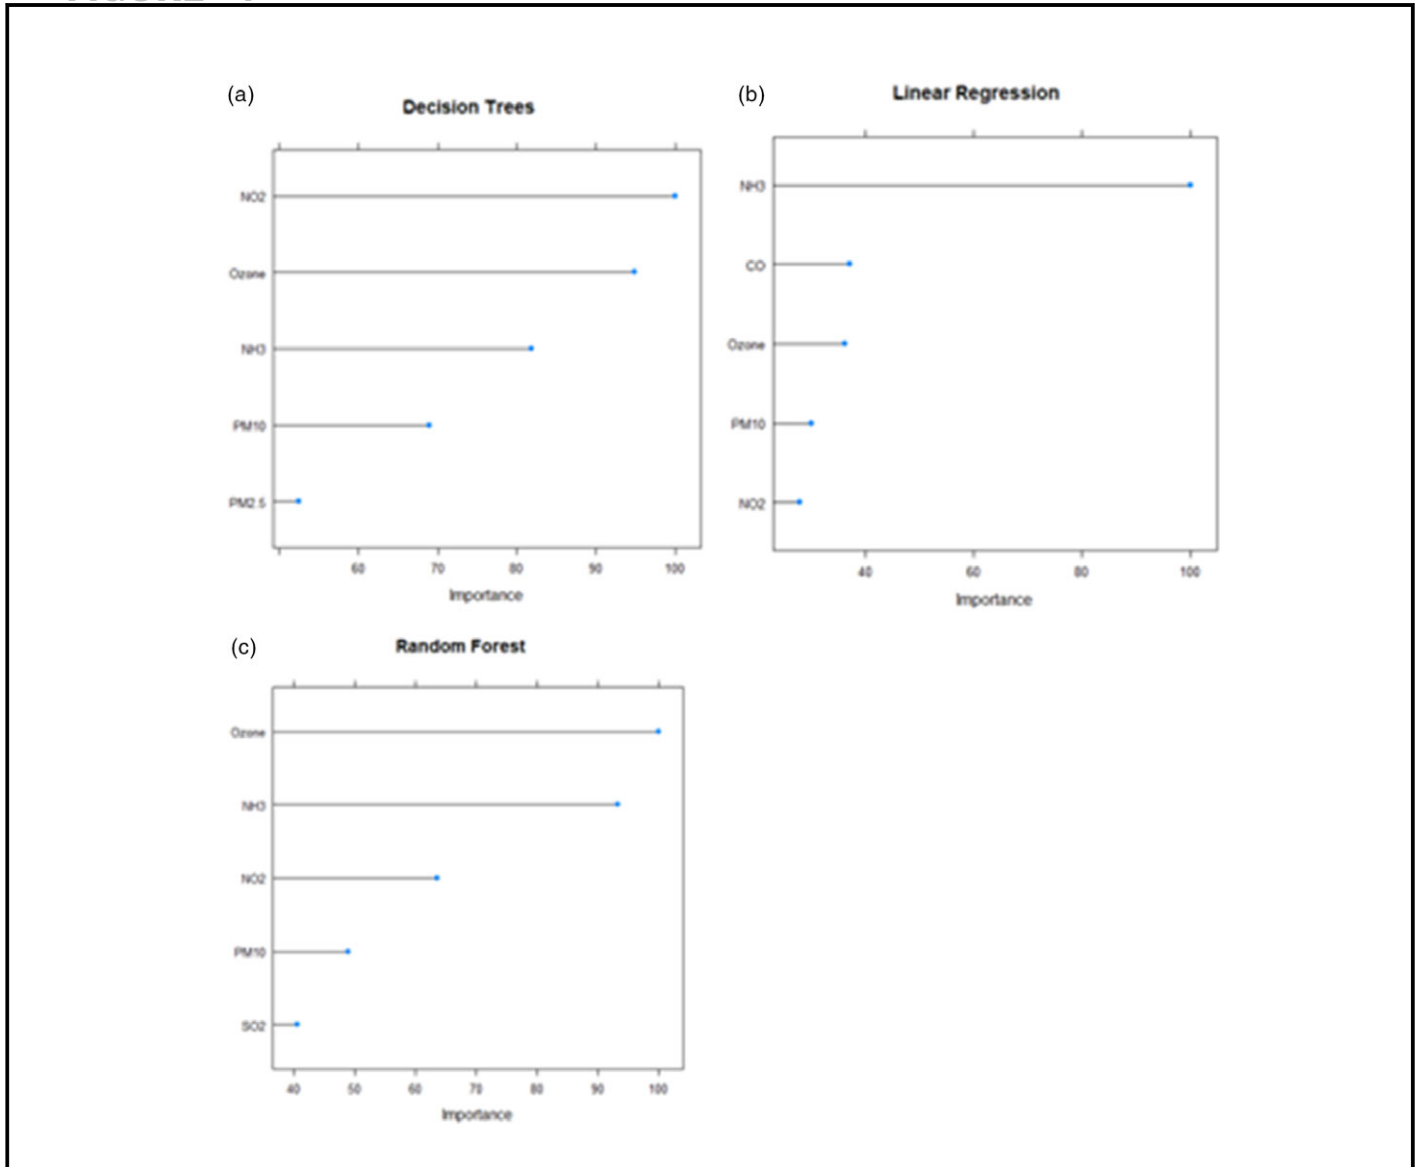 (a)
Decision Trees
NO2
Ozone
NH3
PM10
PM2.5
60 70 80 90 100
Importance
(b)
Linear Regression
NH3
CO
Ozone
PM10
NO2
40 60 80 100
Importance
(c)
Random Forest
Ozone
NH3
NO2
PM10
SO2
40 50 60 70 80 90 100
Importance